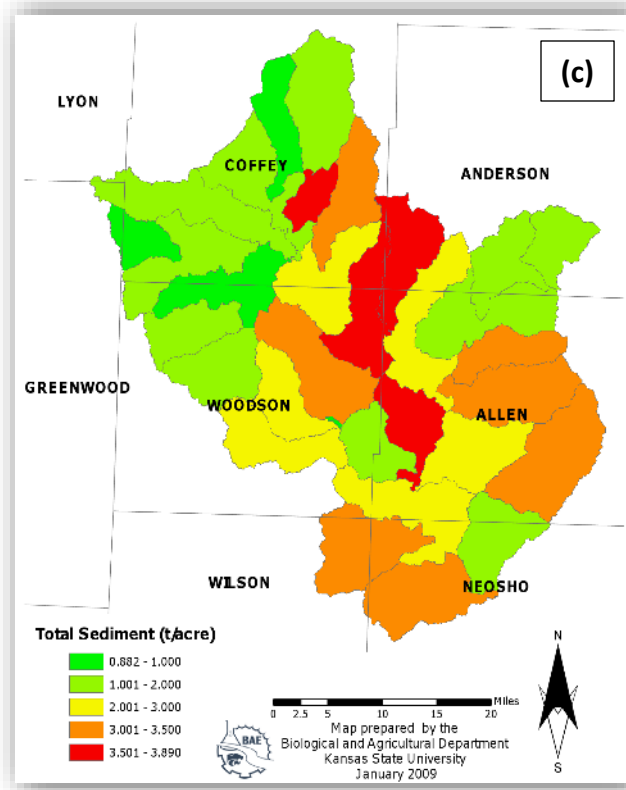 (c)
LYON
COFFEY
ANDERSON
GREENWOOD
WOODSON
ALLEN
WILSON
NEOSHO
Total Sediment (t/acre)
0.882 - 1.000
1.001 - 2.000
2.001 - 3.000
3.001 - 3.500
3.501 - 3.890
Miles
0 2.5 5 10 15 20
BAE
Map prepared by the
Biological and Agricultural Department
Kansas State University
January 2009
N
S